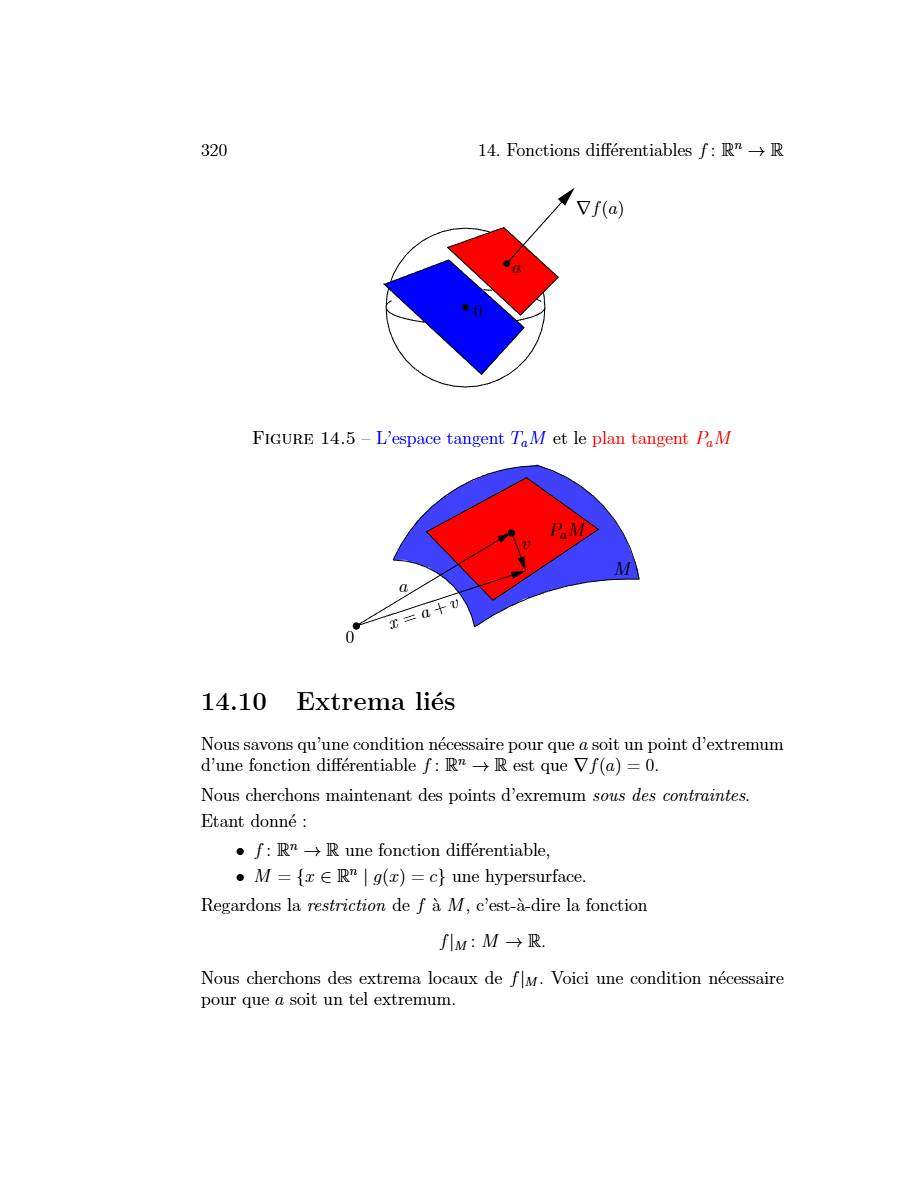 320 14. Fonctions différentiables f : ℝⁿ → ℝ
∇f(a)
a
0
FIGURE 14.5 – L'espace tangent TₐM et le plan tangent PₐM
PₐM
v
M
a
x = a + v
0
14.10 Extrema liés
Nous savons qu'une condition nécessaire pour que a soit un point d'extremum
d'une fonction différentiable f : ℝⁿ → ℝ est que ∇f(a) = 0.
Nous cherchons maintenant des points d'exremum sous des contraintes.
Etant donné :
• f : ℝⁿ → ℝ une fonction différentiable,
• M = {x ∈ ℝⁿ | g(x) = c} une hypersurface.
Regardons la restriction de f à M, c'est-à-dire la fonction
f|_M : M → ℝ.
Nous cherchons des extrema locaux de f|_M. Voici une condition nécessaire
pour que a soit un tel extremum.